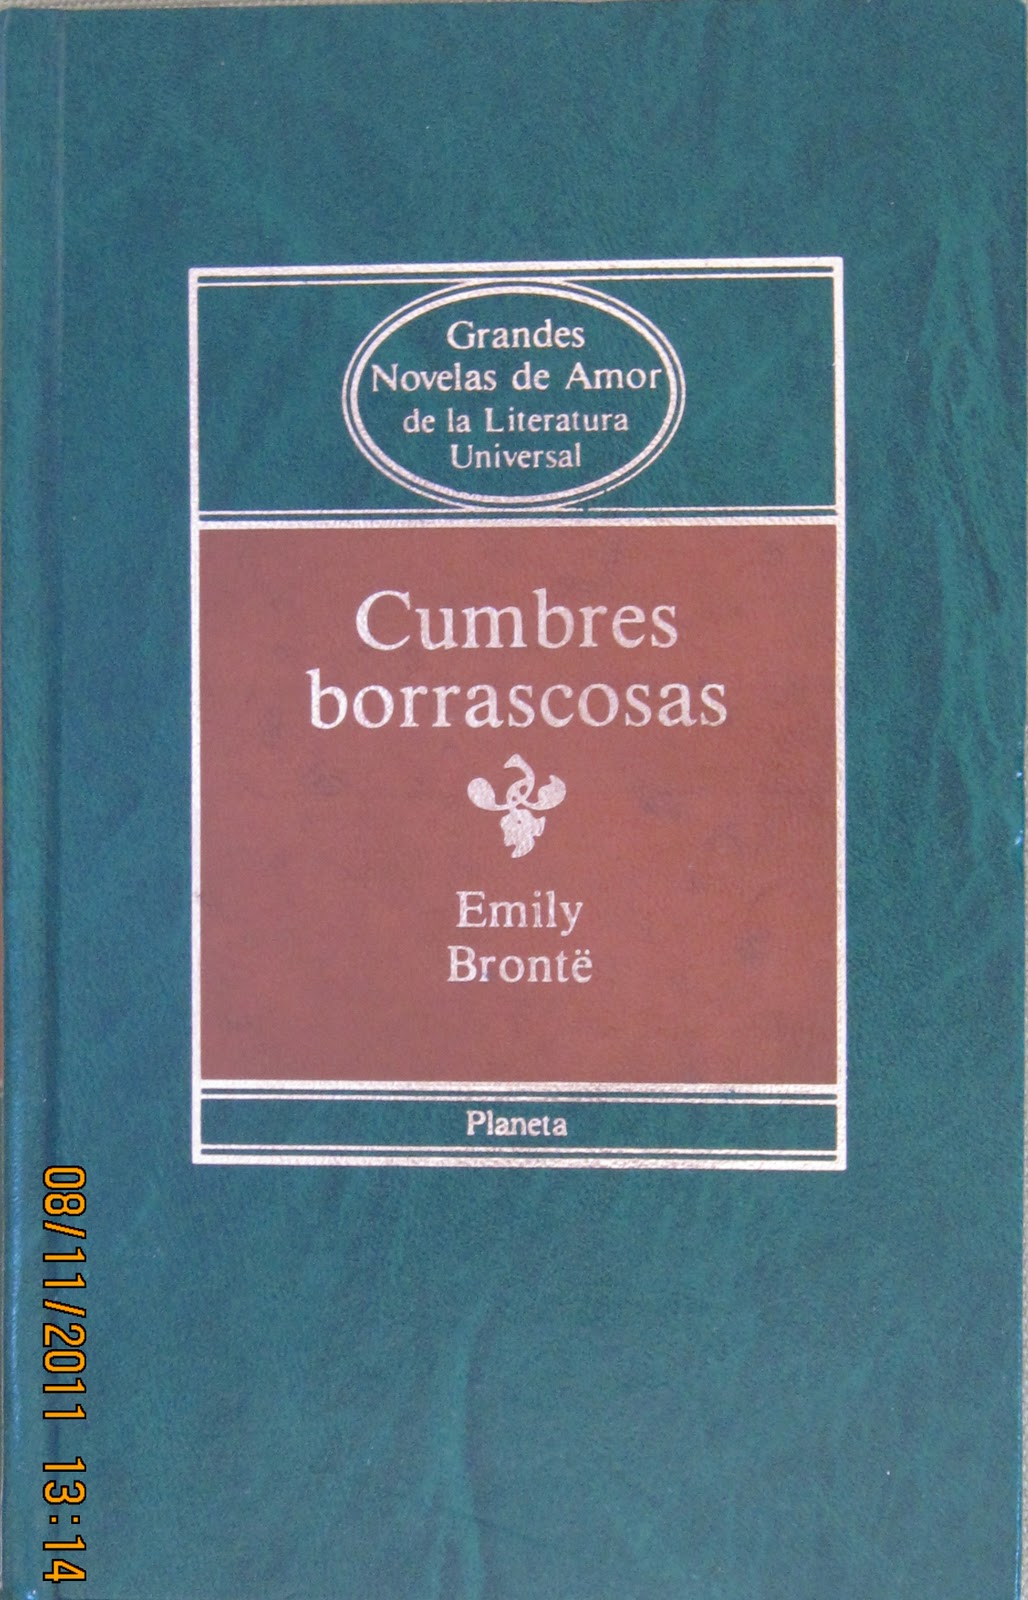 Grandes
Novelas de Amor
de la Literatura
Universal
Cumbres
borrascosas
Emily
Brontë
Planeta
08/11/2011 13:14